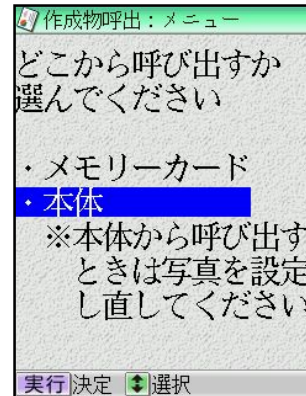 作成物呼出：メニュー
どこから呼び出すか
選んでください
・メモリーカード
・本体
※本体から呼び出す
ときは写真を設定
し直してください
実行 決定 選択